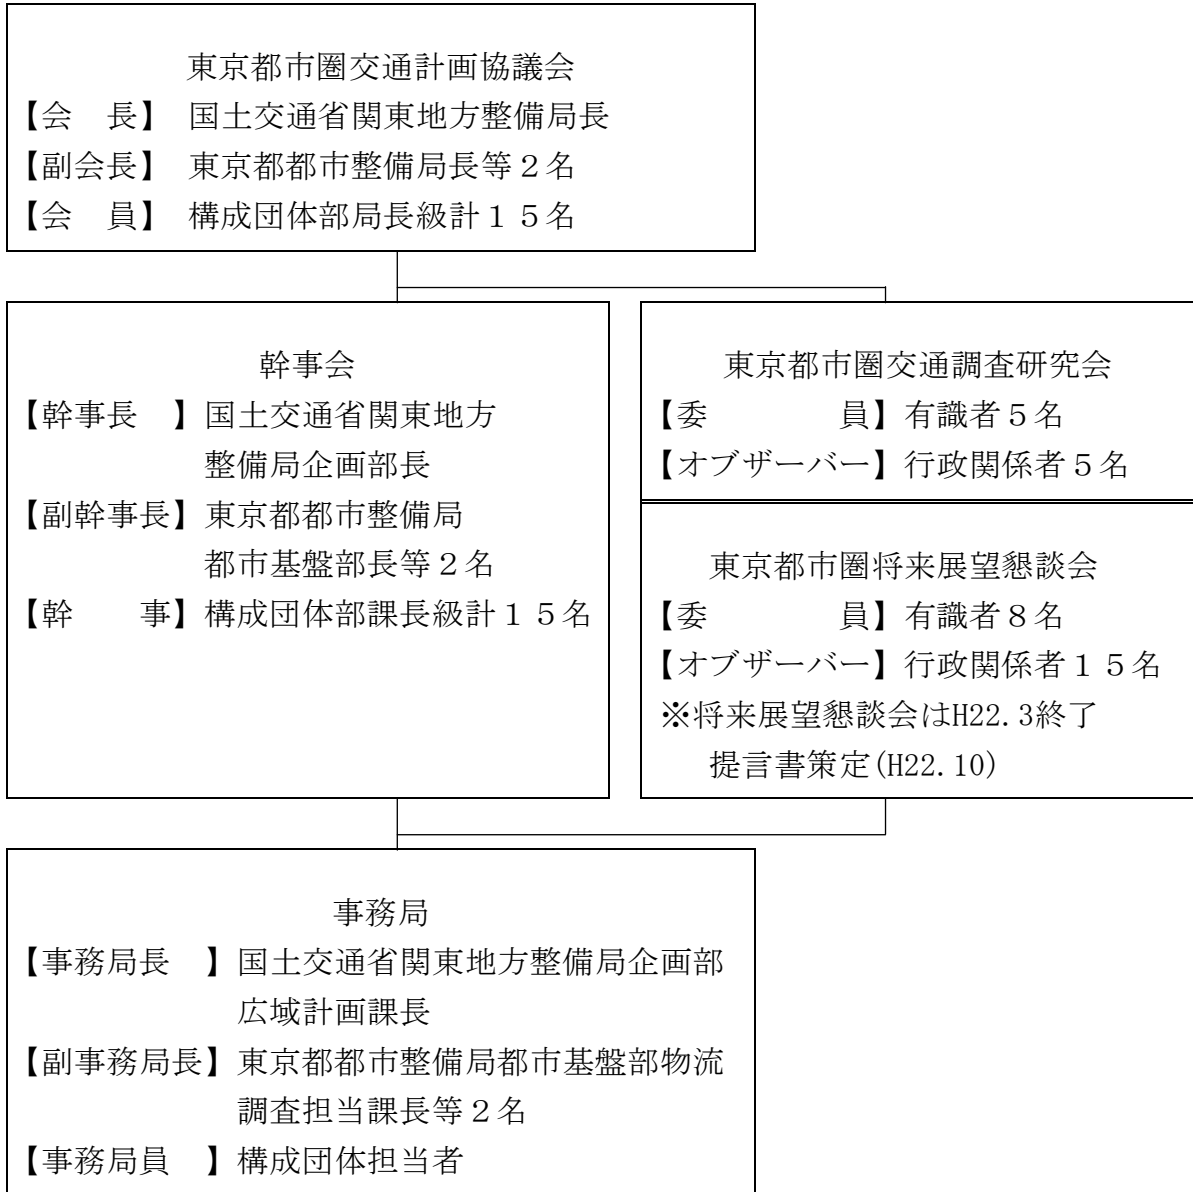 東京都市圏交通計画協議会
【会　長】　国土交通省関東地方整備局長
【副会長】　東京都都市整備局長等２名
【会　員】　構成団体部局長級計１５名
幹事会
【幹事長　】国土交通省関東地方
整備局企画部長
【副幹事長】東京都都市整備局
都市基盤部長等２名
【幹　　事】構成団体部課長級計１５名
東京都市圏交通調査研究会
【委　　　　員】有識者５名
【オブザーバー】行政関係者５名
東京都市圏将来展望懇談会
【委　　　　員】有識者８名
【オブザーバー】行政関係者１５名
※将来展望懇談会はH22.3終了
提言書策定(H22.10)
事務局
【事務局長　】国土交通省関東地方整備局企画部
広域計画課長
【副事務局長】東京都都市整備局都市基盤部物流
調査担当課長等２名
【事務局員　】構成団体担当者